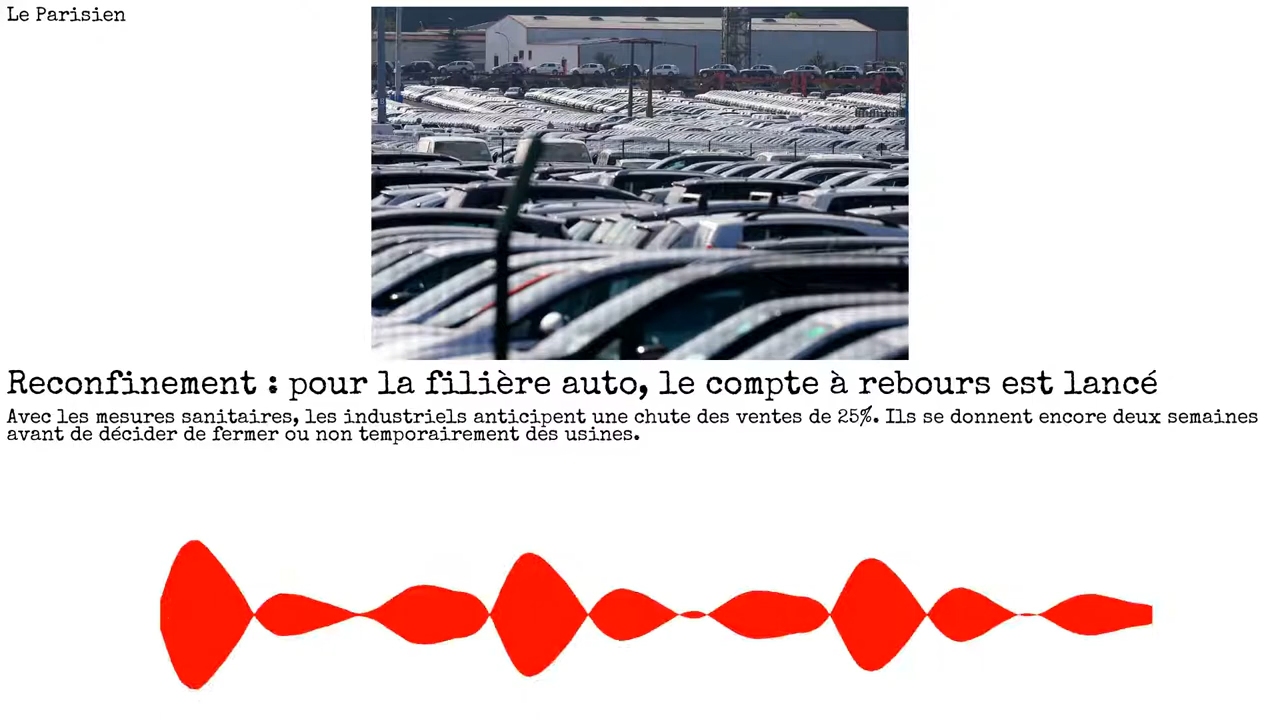 Le Parisien
Reconfinement : pour la filière auto, le compte à rebours est lancé
Avec les mesures sanitaires, les industriels anticipent une chute des ventes de 25%. Ils se donnent encore deux semaines
avant de décider de fermer ou non temporairement des usines.